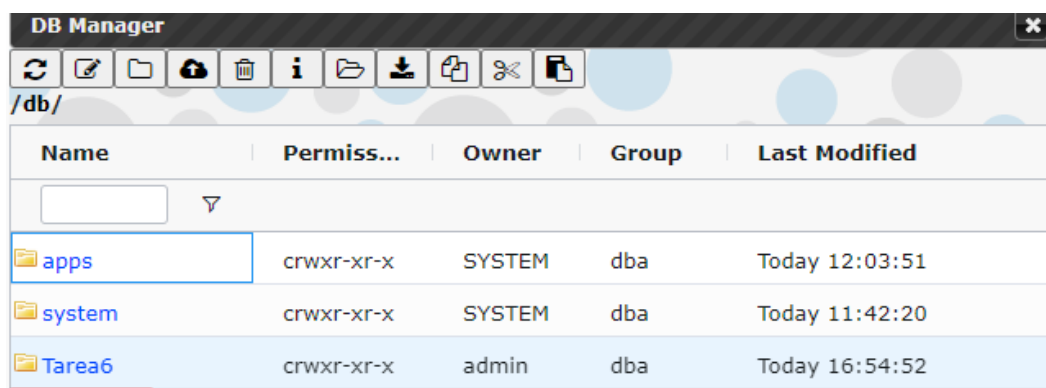 DB Manager
/db/
Name Permiss... Owner Group Last Modified
apps crwxr-xr-x SYSTEM dba Today 12:03:51
system crwxr-xr-x SYSTEM dba Today 11:42:20
Tarea6 crwxr-xr-x admin dba Today 16:54:52